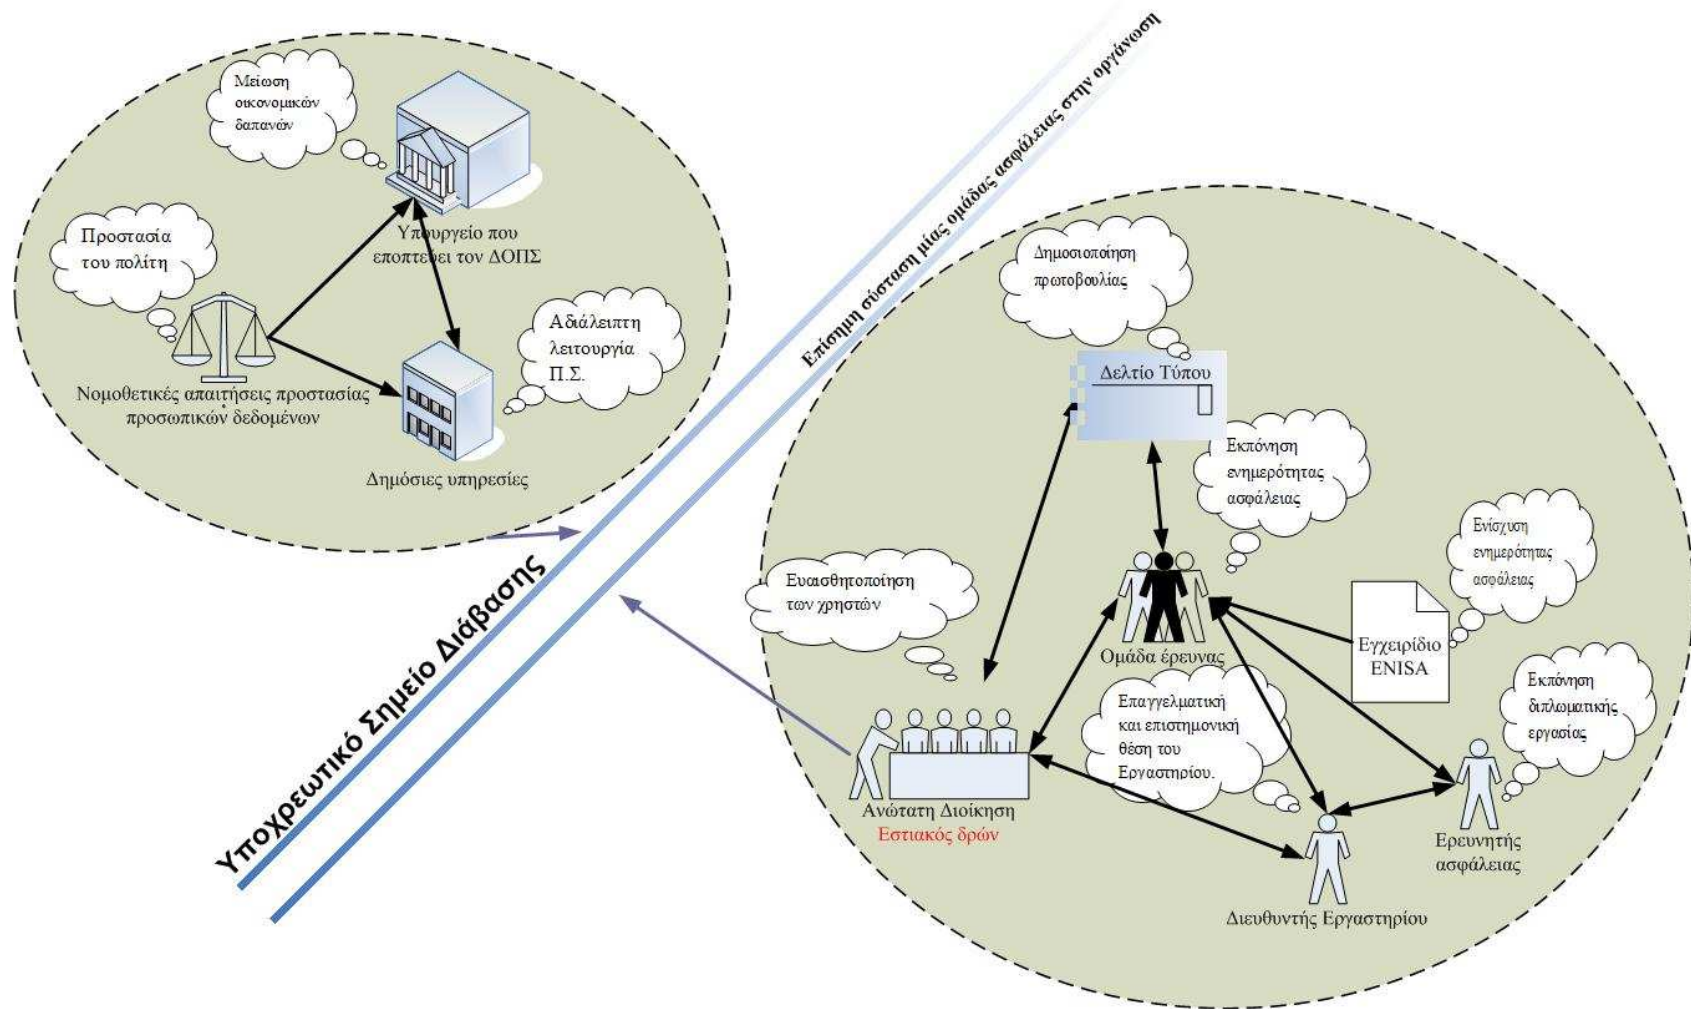 Μείωση
οικονομικών
δαπανών
Υπουργείο που
εποπτεύει τον ΔΟΠΣ
Προστασία
του πολίτη
Νομοθετικές απαιτήσεις προστασίας
προσωπικών δεδομένων
Αδιάλειπτη
λειτουργία
Π.Σ.
Δημόσιες υπηρεσίες
Υποχρεωτικό Σημείο Διάβασης
Επίσημη σύσταση μίας ομάδας ασφάλειας στην οργάνωση
Δημοσιοποίηση
πρωτοβουλίας
Δελτίο Τύπου
Εκπόνηση
ενημερότητας
ασφάλειας
Ενίσχυση
ενημερότητας
ασφάλειας
Ευαισθητοποίηση
των χρηστών
Ομάδα έρευνας
Εγχειρίδιο
ENISA
Εκπόνηση
διπλωματικής
εργασίας
Επαγγελματική
και επιστημονική
θέση του
Εργαστηρίου.
Ανώτατη Διοίκηση
Εστιακός δρών
Ερευνητής
ασφάλειας
Διευθυντής Εργαστηρίου